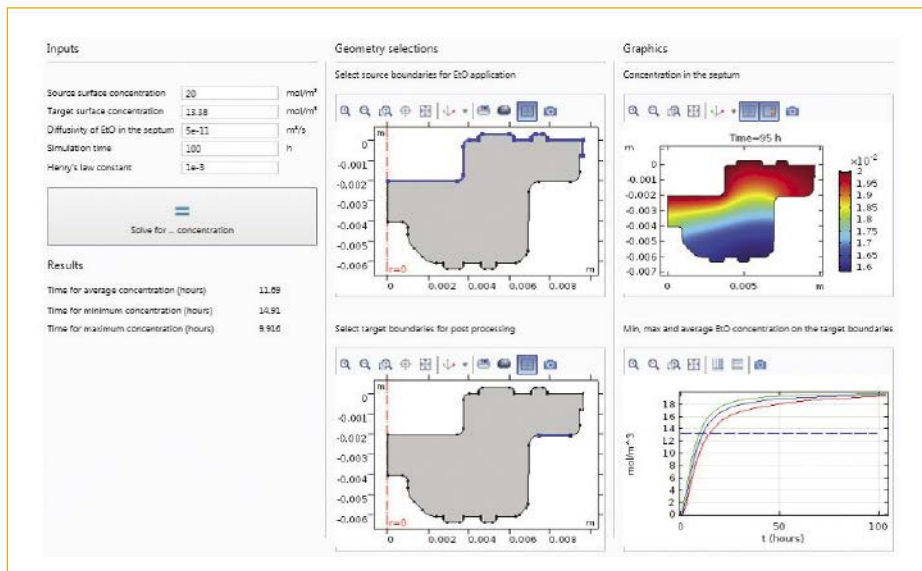 Inputs
Source surface concentration 20 mol/m³
Target surface concentration 13.38 mol/m³
Diffusivity of EtO in the septum 5e-11 m²/s
Simulation time 100 h
Henry's law constant 1e-3
=
Solve for ... concentration
Results
Time for average concentration (hours) 11.69
Time for minimum concentration (hours) 14.91
Time for maximum concentration (hours) 9.916
Geometry selections
Select source boundaries for EtO application
m
0
-0.001
-0.002
-0.003
-0.004
-0.005
-0.006
r=0
m
0 0.002 0.004 0.006 0.008
Select target boundaries for post processing
m
0
-0.001
-0.002
-0.003
-0.004
-0.005
-0.006
r=0
m
0 0.002 0.004 0.006 0.008
Graphics
Concentration in the septum
Time=95 h
m
0
-0.001
-0.002
-0.003
-0.004
-0.005
-0.006
-0.007
0 0.005 m
×10⁻²
2
1.95
1.9
1.85
1.8
1.75
1.7
1.65
1.6
Min, max and average EtO concentration on the target boundaries
mol/m^3
18
16
14
12
10
8
6
4
2
0
0 50 100
t (hours)